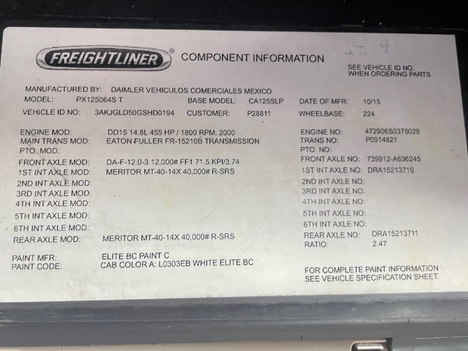 FREIGHTLINER COMPONENT INFORMATION
SEE VEHICLE ID NO. WHEN ORDERING PARTS
MANUFACTURED BY: DAIMLER VEHICULOS COMERCIALES MEXICO
MODEL: PX125064S T BASE MODEL: CA125SLP DATE OF MFR: 10/15
VEHICLE ID NO: 3AKJGLD50GSHD0194 CUSTOMER: P28811 WHEELBASE: 224
ENGINE MOD: DD15 14.8L 455 HP / 1800 RPM, 2000 ENGINE NO: 472906S0375029
MAIN TRANS MOD: EATON FULLER FR-15210B TRANSMISSION TRANS NO: P0914821
PTO. MOD: PTO NO:
FRONT AXLE MOD: DA-F-12.0-3 12,000# FF1 71.5 KPI/3.74 FRONT AXLE NO: 739912-A636245
1ST INT AXLE MOD: MERITOR MT-40-14X 40,000# R-SRS 1ST INT AXLE NO: DRA15213719
2ND INT AXLE MOD: 2ND INT AXLE NO:
3RD INT AXLE MOD: 3RD INT AXLE NO:
4TH INT AXLE MOD: 4TH INT AXLE NO:
5TH INT AXLE MOD: 5TH INT AXLE NO:
6TH INT AXLE MOD: 6TH INT AXLE NO:
REAR AXLE MOD: MERITOR MT-40-14X 40,000# R-SRS REAR AXLE NO: DRA15213711
RATIO: 2.47
PAINT MFR: ELITE BC PAINT C
PAINT CODE: CAB COLOR A: L0303EB WHITE ELITE BC
FOR COMPLETE PAINT INFORMATION
SEE VEHICLE SPECIFICATION SHEET.